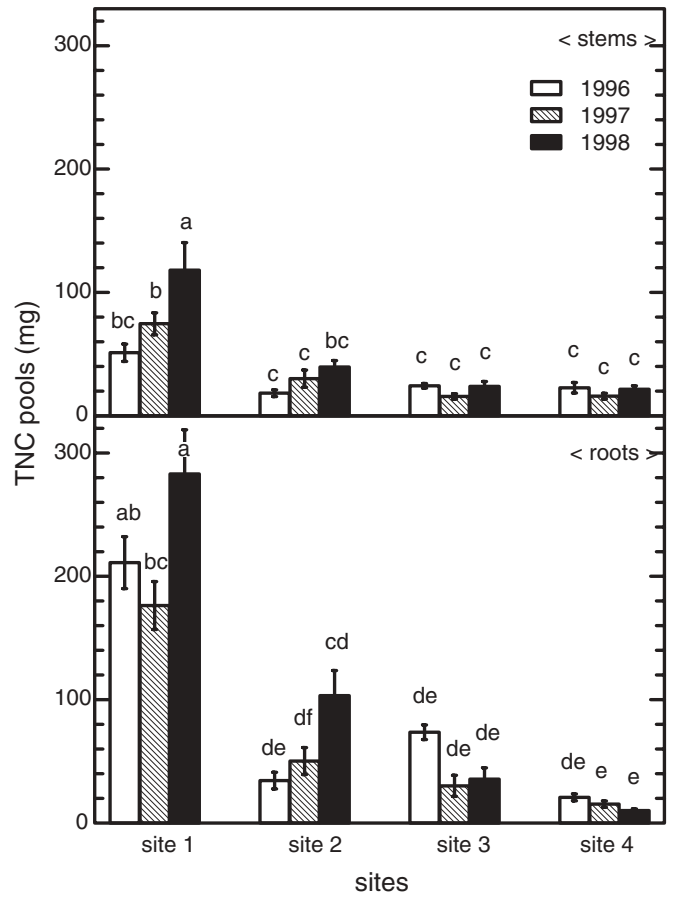 300
< stems >
1996
1997
1998
200
a
100
b
bc
bc
c
c
c
c
c
c
c
c
0
TNC pools (mg)
300
a
< roots >
ab
bc
200
cd
100
df
de
de
de
de
de
e
e
0
site 1 site 2 site 3 site 4
sites